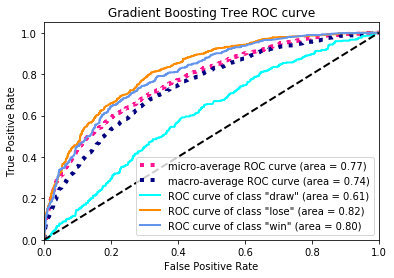 Gradient Boosting Tree ROC curve
1.0
0.8
0.6
0.4
0.2
0.0
True Positive Rate
micro-average ROC curve (area = 0.77)
macro-average ROC curve (area = 0.74)
ROC curve of class "draw" (area = 0.61)
ROC curve of class "lose" (area = 0.82)
ROC curve of class "win" (area = 0.80)
0.0 0.2 0.4 0.6 0.8 1.0
False Positive Rate